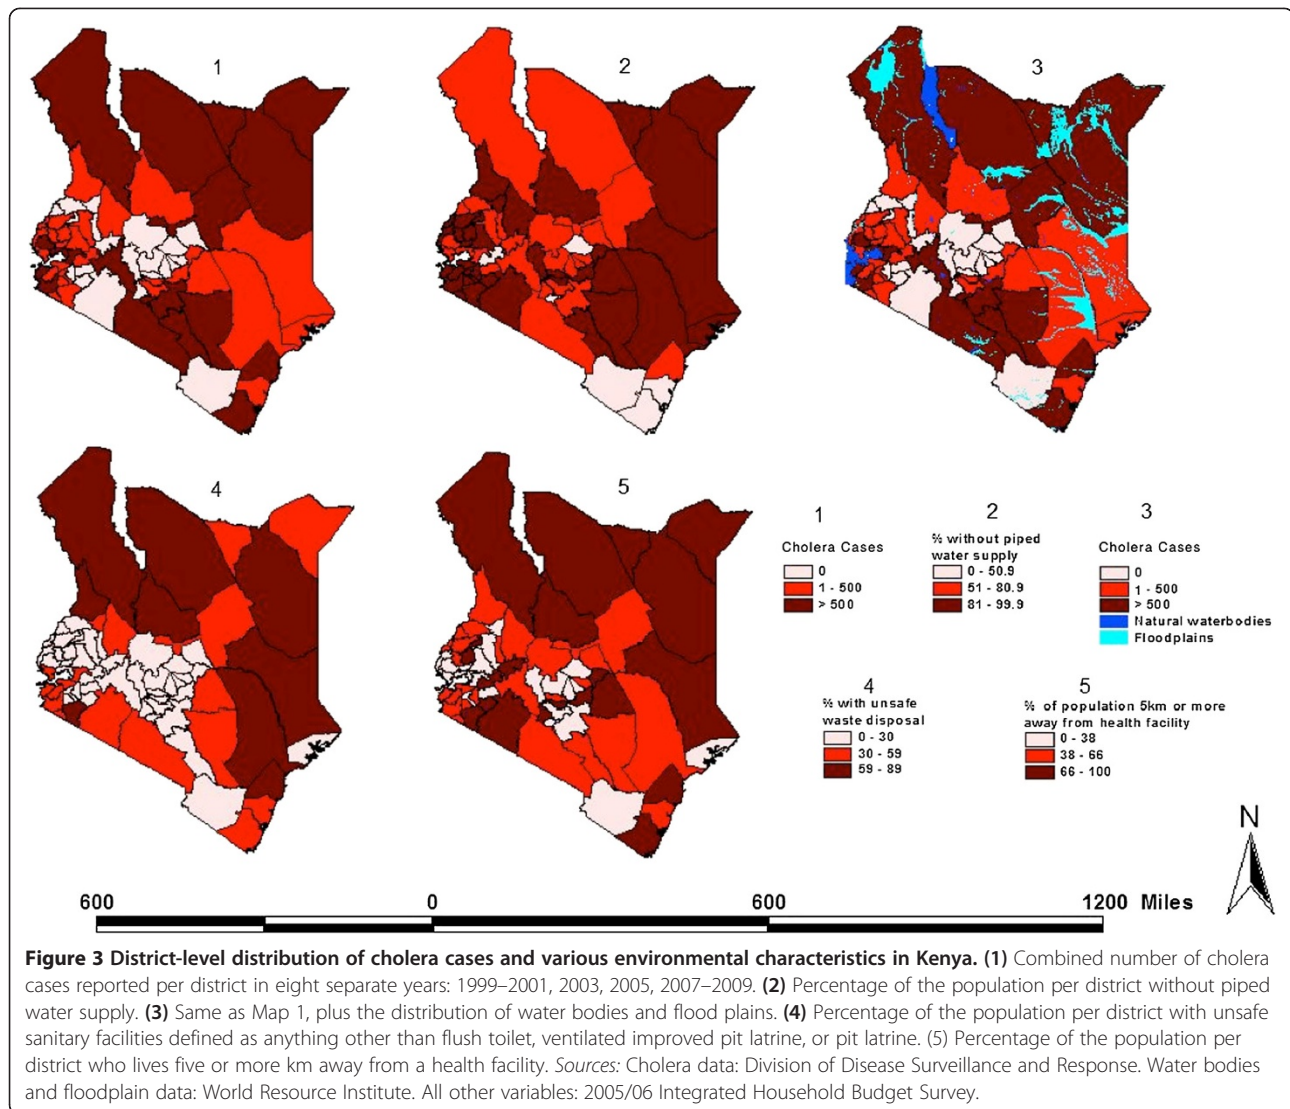 1
2
3
4
5
1
Cholera Cases
0
1 - 500
> 500
2
% without piped
water supply
0 - 50.9
51 - 80.9
81 - 99.9
3
Cholera Cases
0
1 - 500
> 500
Natural waterbodies
Floodplains
4
% with unsafe
waste disposal
0 - 30
30 - 59
59 - 89
5
% of population 5km or more
away from health facility
0 - 38
38 - 66
66 - 100
N
600 0 600 1200 Miles
Figure 3 District-level distribution of cholera cases and various environmental characteristics in Kenya. (1) Combined number of cholera
cases reported per district in eight separate years: 1999–2001, 2003, 2005, 2007–2009. (2) Percentage of the population per district without piped
water supply. (3) Same as Map 1, plus the distribution of water bodies and flood plains. (4) Percentage of the population per district with unsafe
sanitary facilities defined as anything other than flush toilet, ventilated improved pit latrine, or pit latrine. (5) Percentage of the population per
district who lives five or more km away from a health facility. Sources: Cholera data: Division of Disease Surveillance and Response. Water bodies
and floodplain data: World Resource Institute. All other variables: 2005/06 Integrated Household Budget Survey.